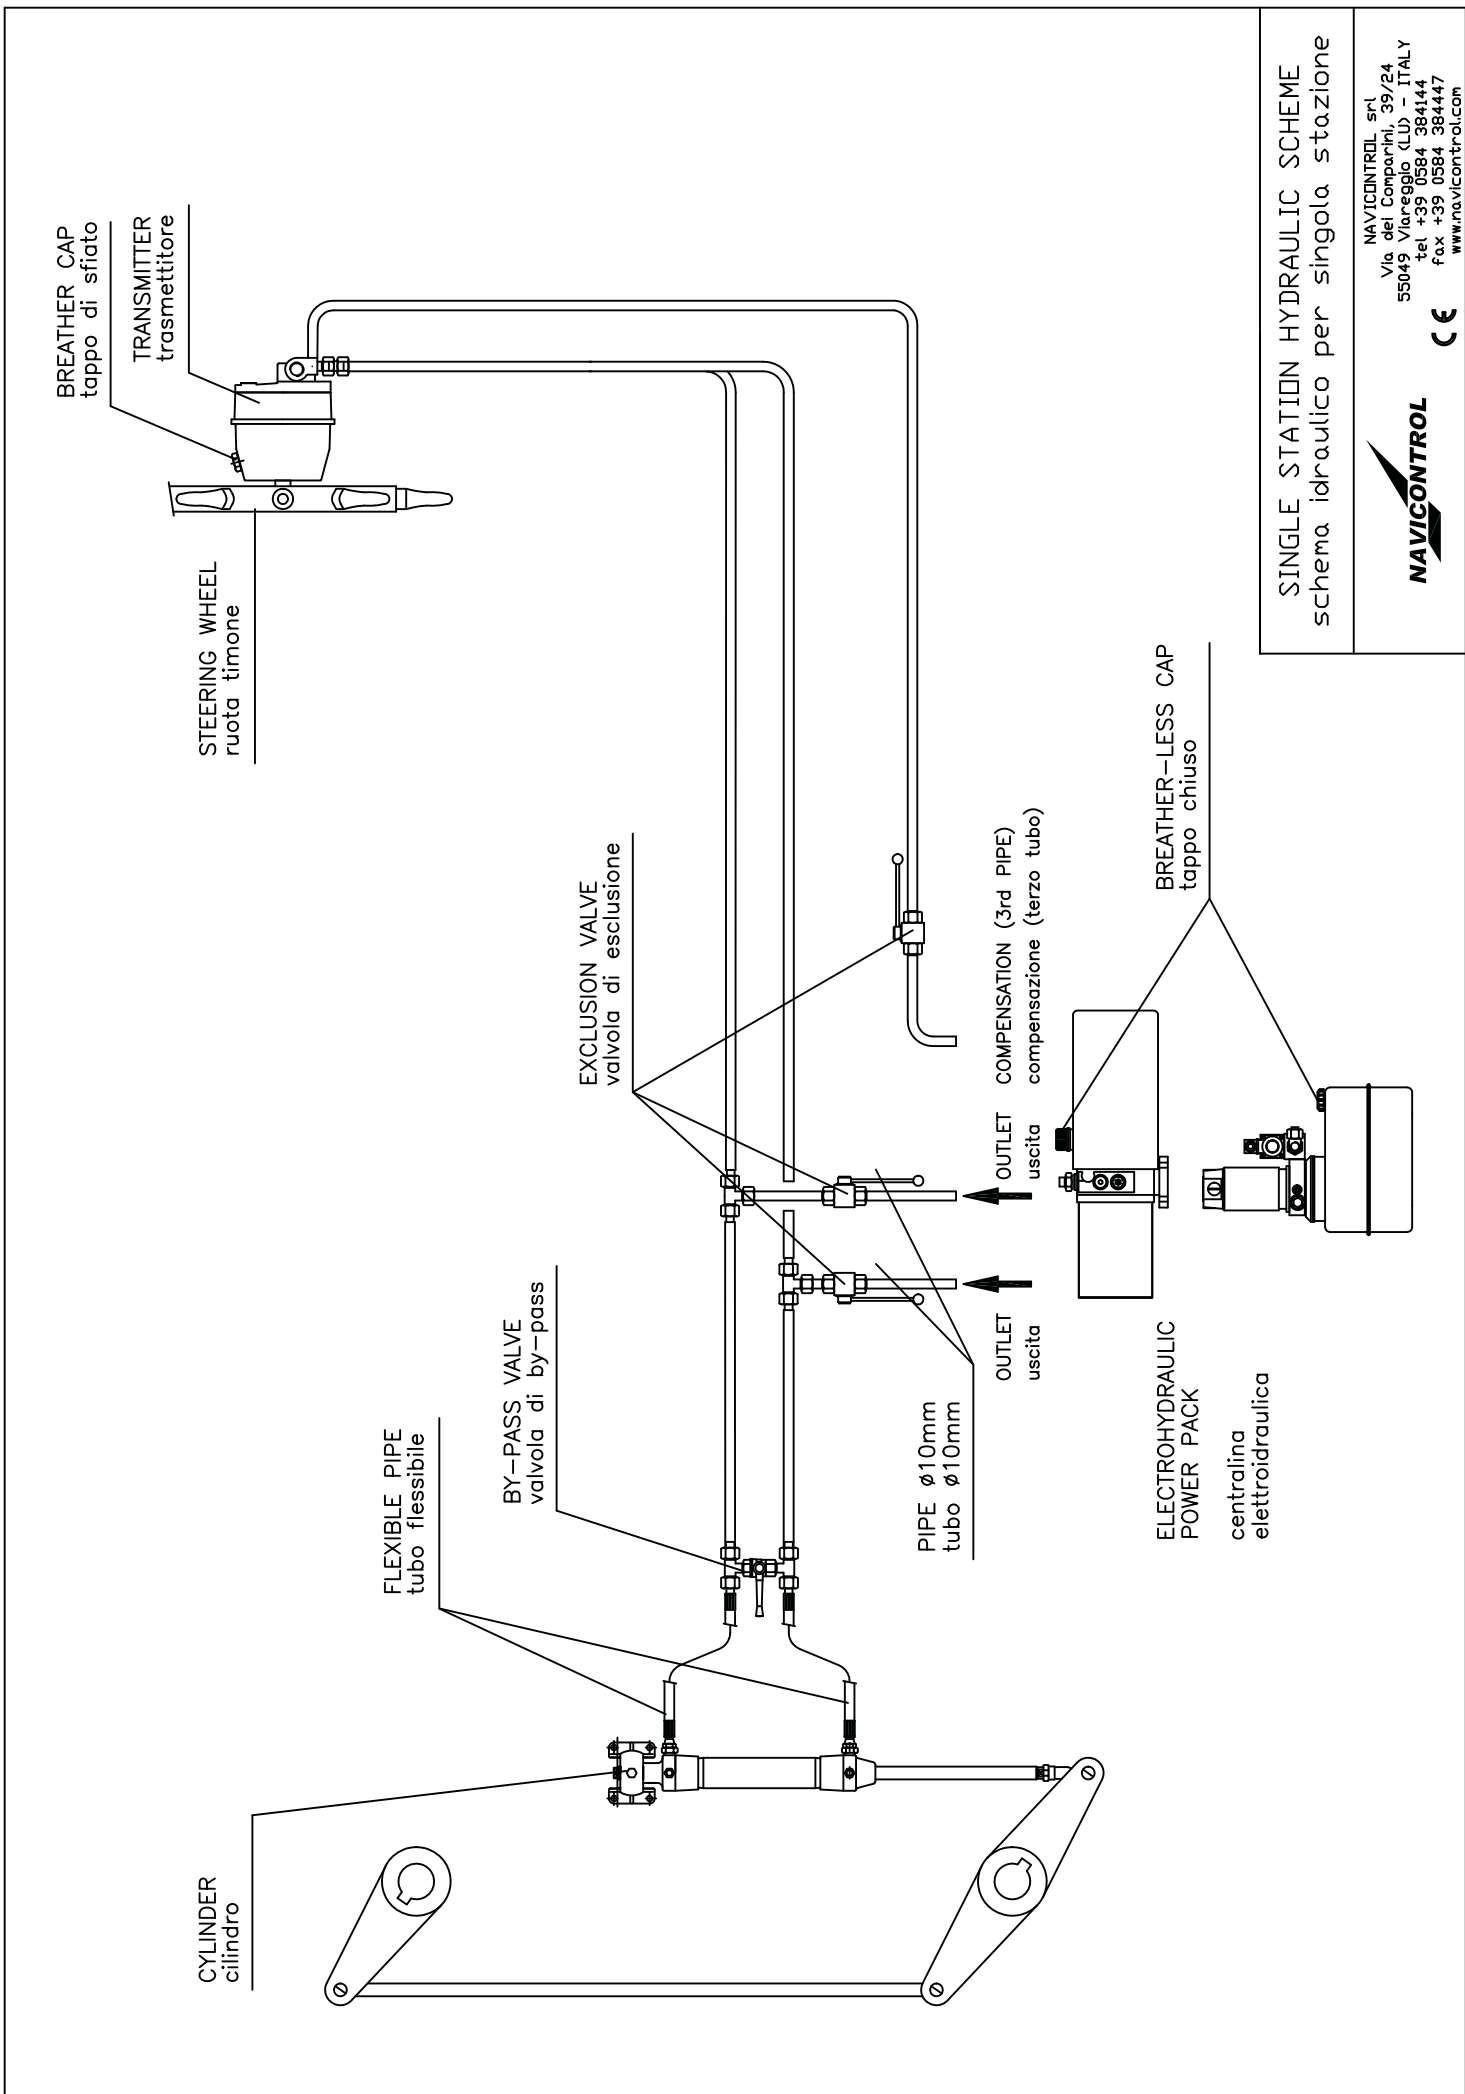 CYLINDER
cilindro
FLEXIBLE PIPE
tubo flessibile
BY-PASS VALVE
valvola di by-pass
EXCLUSION VALVE
valvola di esclusione
STEERING WHEEL
ruota timone
BREATHER CAP
tappo di sfiato
TRANSMITTER
trasmettitore
PIPE ø10mm
tubo ø10mm
OUTLET
uscita
OUTLET
uscita
COMPENSATION (3rd PIPE)
compensazione (terzo tubo)
ELECTROHYDRAULIC
POWER PACK
centralina
elettroidraulica
BREATHER-LESS CAP
tappo chiuso
SINGLE STATION HYDRAULIC SCHEME
schema idraulico per singola stazione
NAVICONTROL
CE
NAVICONTROL srl
Via dei Comparini, 39/24
55049 Viareggio (LU) - ITALY
tel +39 0584 384144
fax +39 0584 384447
www.navicontrol.com